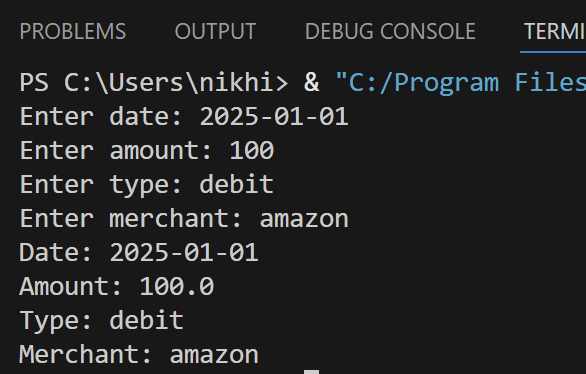 PROBLEMS OUTPUT DEBUG CONSOLE TERMI
PS C:\Users\nikhi> & "C:/Program Files
Enter date: 2025-01-01
Enter amount: 100
Enter type: debit
Enter merchant: amazon
Date: 2025-01-01
Amount: 100.0
Type: debit
Merchant: amazon